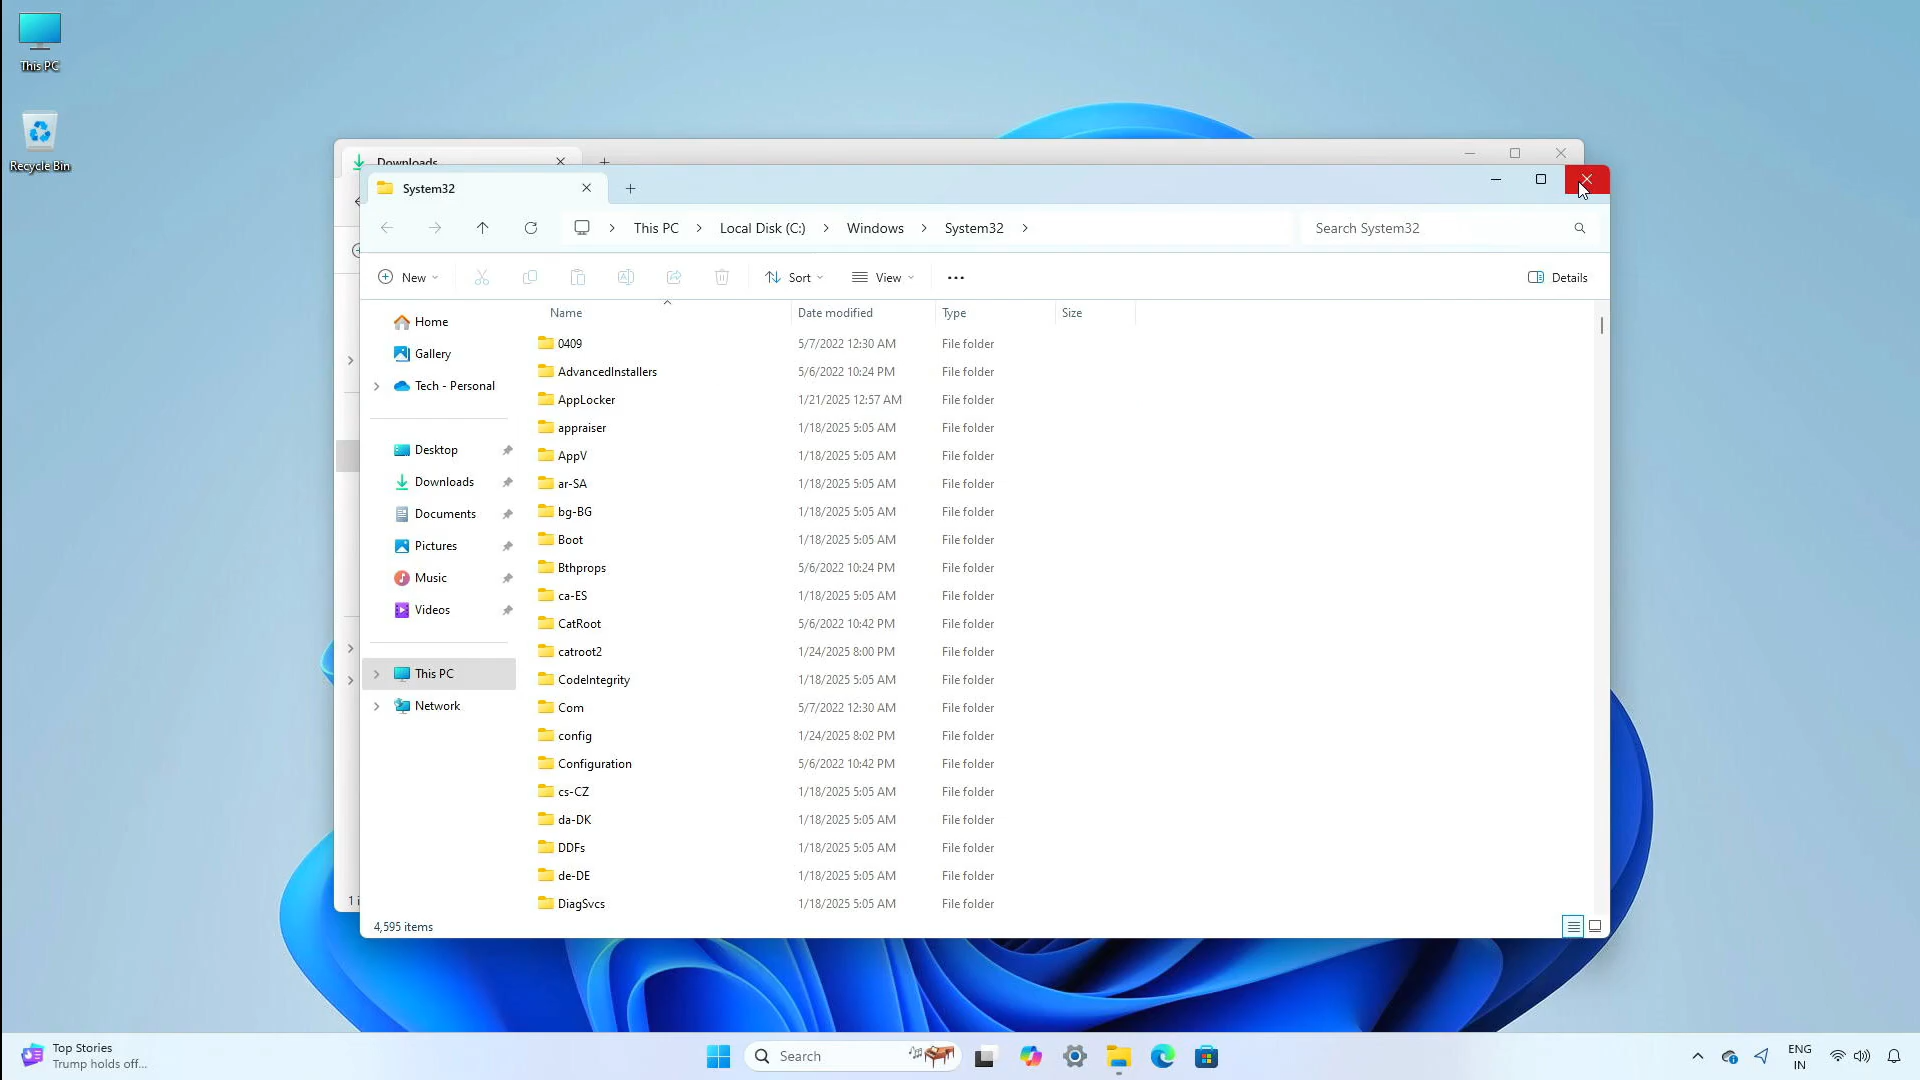 This PC
Recycle Bin
Downloads
System32
This PC
Local Disk (C:)
Windows
System32
Search System32
New
Sort
View
Details
Name
Date modified
Type
Size
Home
Gallery
Tech - Personal
Desktop
Downloads
Documents
Pictures
Music
Videos
This PC
Network
0409 5/7/2022 12:30 AM File folder
AdvancedInstallers 5/6/2022 10:24 PM File folder
AppLocker 1/21/2025 12:57 AM File folder
appraiser 1/18/2025 5:05 AM File folder
AppV 1/18/2025 5:05 AM File folder
ar-SA 1/18/2025 5:05 AM File folder
bg-BG 1/18/2025 5:05 AM File folder
Boot 1/18/2025 5:05 AM File folder
Bthprops 5/6/2022 10:24 PM File folder
ca-ES 1/18/2025 5:05 AM File folder
CatRoot 5/6/2022 10:42 PM File folder
catroot2 1/24/2025 8:00 PM File folder
CodeIntegrity 1/18/2025 5:05 AM File folder
Com 5/7/2022 12:30 AM File folder
config 1/24/2025 8:02 PM File folder
Configuration 5/6/2022 10:42 PM File folder
cs-CZ 1/18/2025 5:05 AM File folder
da-DK 1/18/2025 5:05 AM File folder
DDFs 1/18/2025 5:05 AM File folder
de-DE 1/18/2025 5:05 AM File folder
DiagSvcs 1/18/2025 5:05 AM File folder
1 i
4,595 items
Top Stories
Trump holds off...
Search
ENG
IN